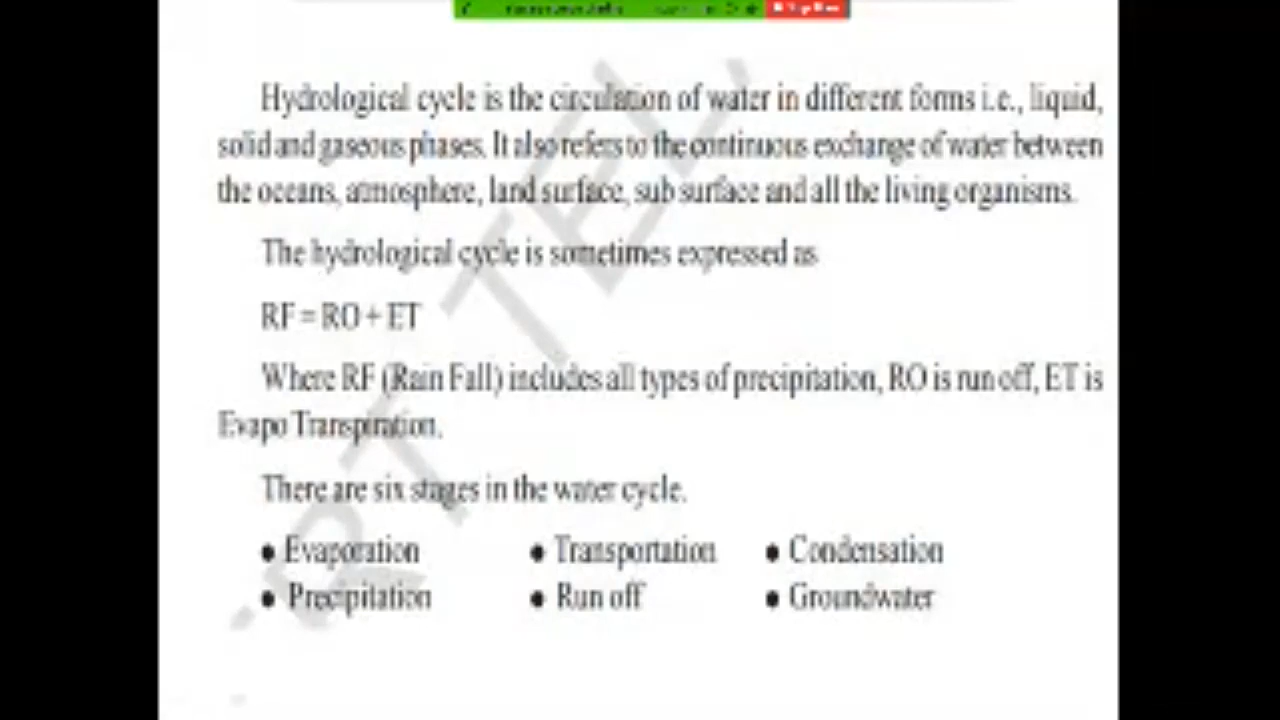 Hydrological cycle is the circulation of water in different forms i.e., liquid,
solid and gaseous phases. It also refers to the continuous exchange of water between
the oceans, atmosphere, land surface, sub surface and all the living organisms.
The hydrological cycle is sometimes expressed as
RF = RO + ET
Where RF (Rain Fall) includes all types of precipitation, RO is run off, ET is
Evapo Transpiration.
There are six stages in the water cycle.
● Evaporation ● Transportation ● Condensation
● Precipitation ● Run off ● Groundwater